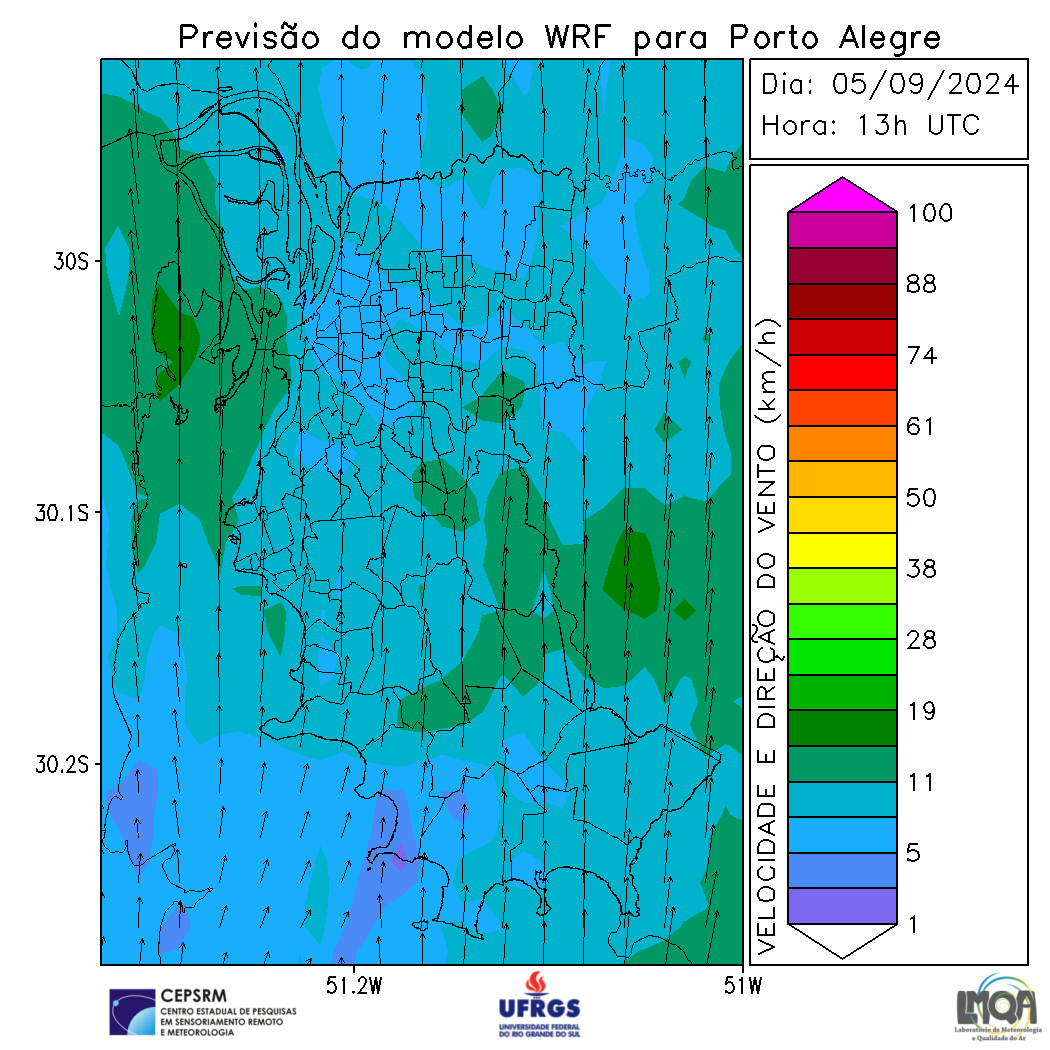 Previsão do modelo WRF para Porto Alegre
Dia: 05/09/2024
Hora: 13h UTC
30S
30.1S
30.2S
51.2W
51W
VELOCIDADE E DIREÇÃO DO VENTO (km/h)
100
88
74
61
50
38
28
19
11
5
1
CEPSRM
CENTRO ESTADUAL DE PESQUISAS
EM SENSORIAMENTO REMOTO
E METEOROLOGIA
UFRGS
UNIVERSIDADE FEDERAL
DO RIO GRANDE DO SUL
LMQA
Laboratório de Meteorologia
e Qualidade do Ar